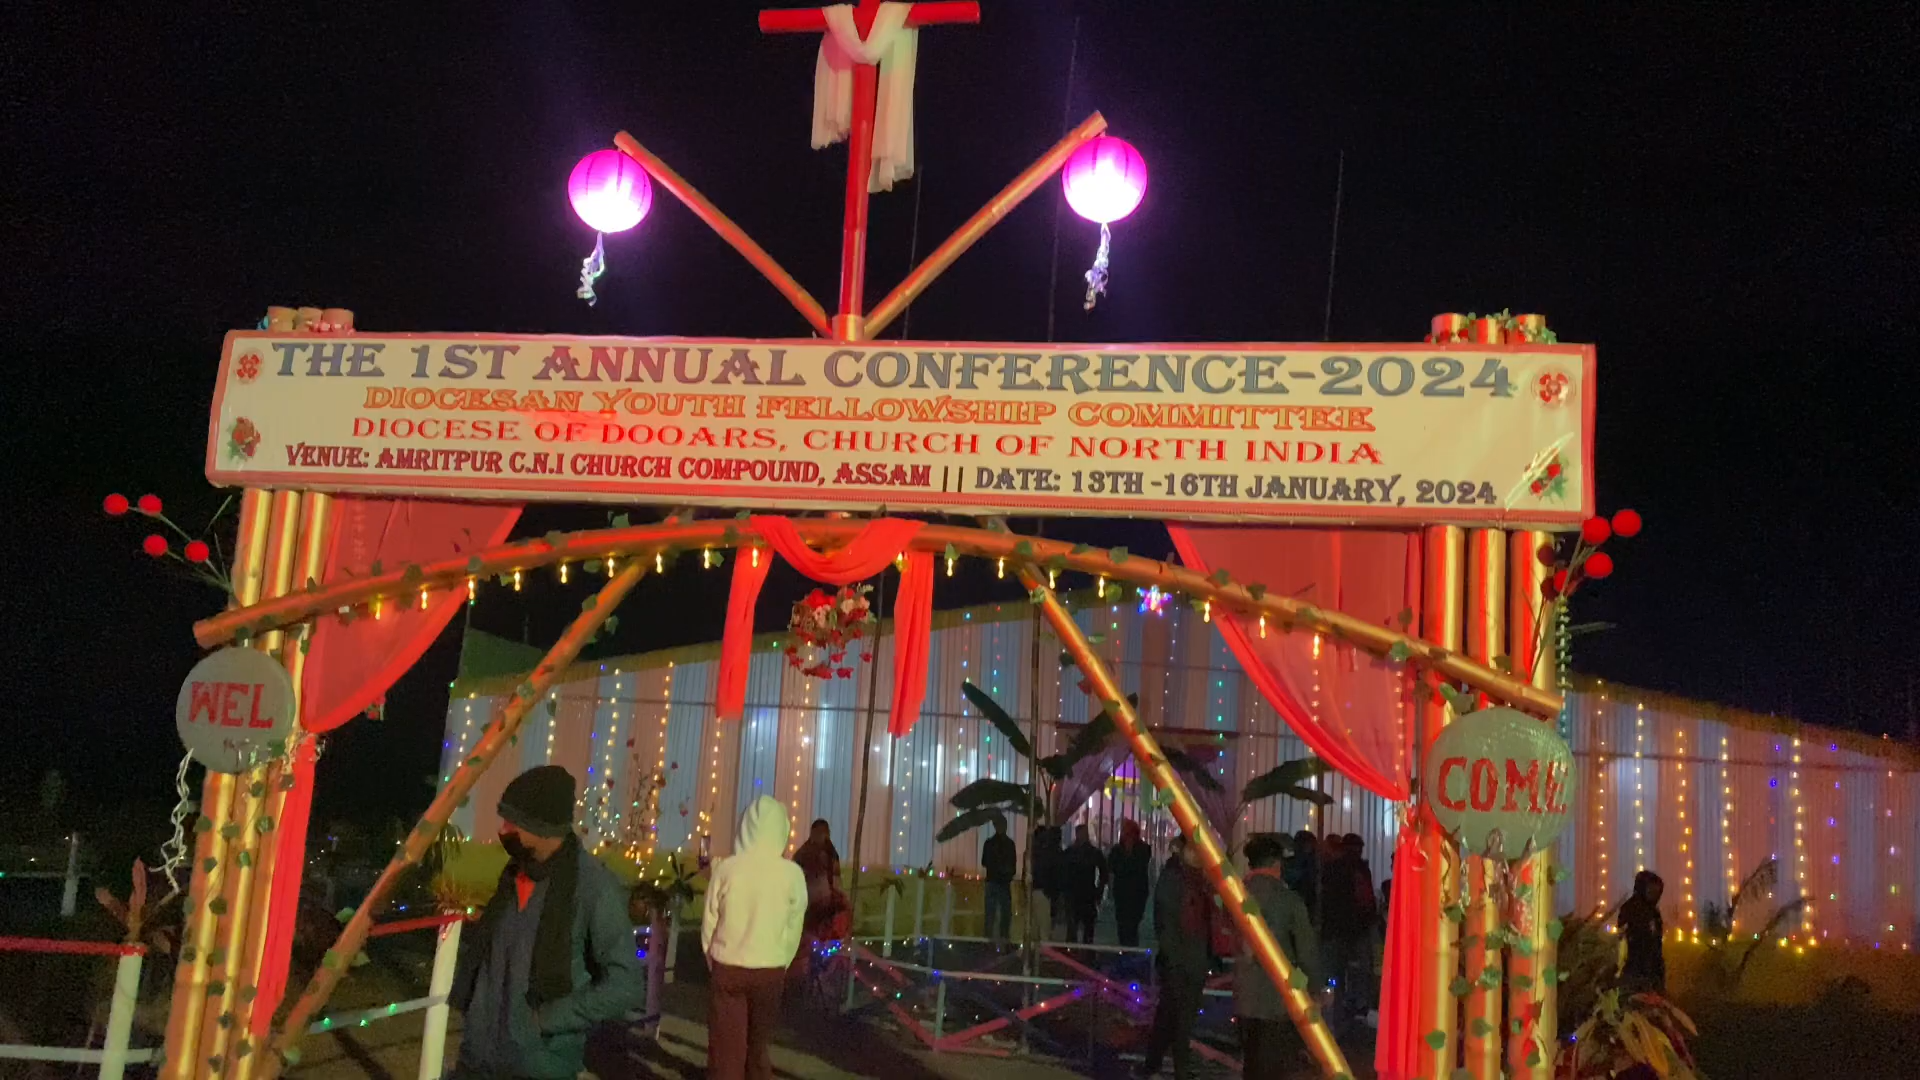 THE 1ST ANNUAL CONFERENCE-2024
DIOCESAN YOUTH FELLOWSHIP COMMITTEE
DIOCESE OF DOOARS, CHURCH OF NORTH INDIA
VENUE: AMRITPUR C.N.I CHURCH COMPOUND, ASSAM || DATE: 13TH -16TH JANUARY, 2024
WEL
COME